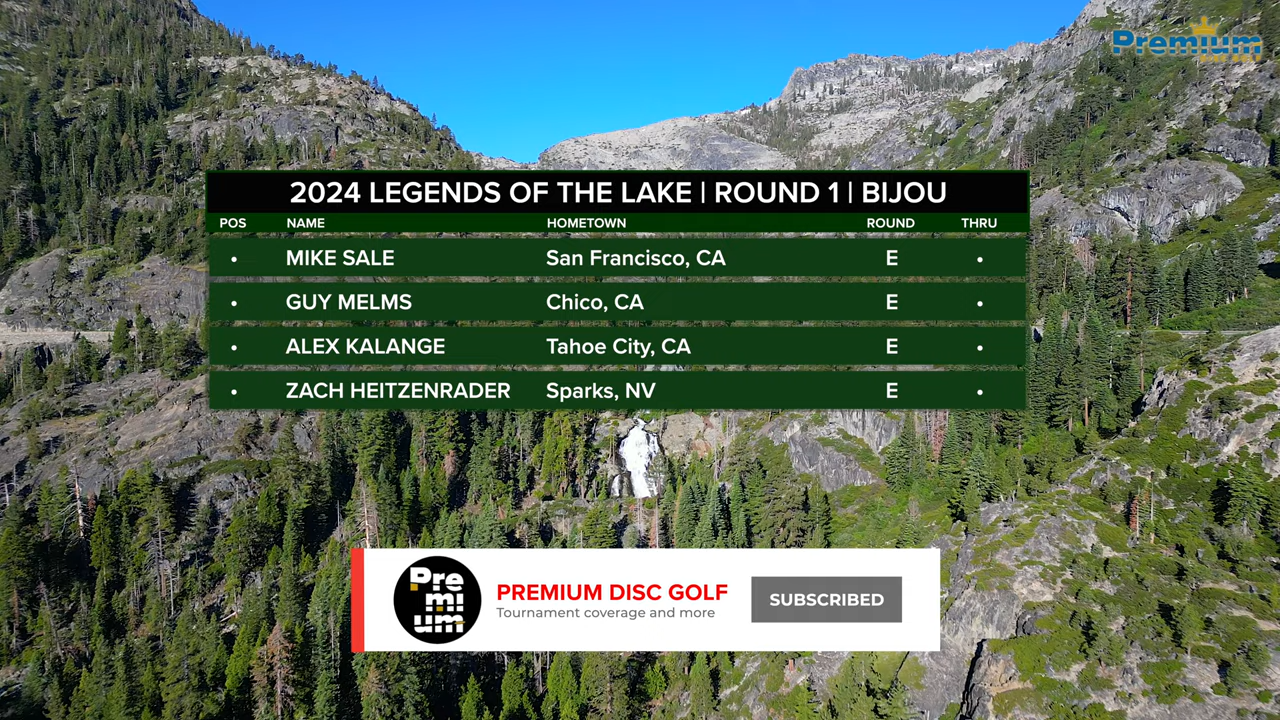 Premium
DISC GOLF
2024 LEGENDS OF THE LAKE | ROUND 1 | BIJOU
POS NAME HOMETOWN ROUND THRU
• MIKE SALE San Francisco, CA E •
• GUY MELMS Chico, CA E •
• ALEX KALANGE Tahoe City, CA E •
• ZACH HEITZENRADER Sparks, NV E •
Pre
mi
um
PREMIUM DISC GOLF
Tournament coverage and more
SUBSCRIBED